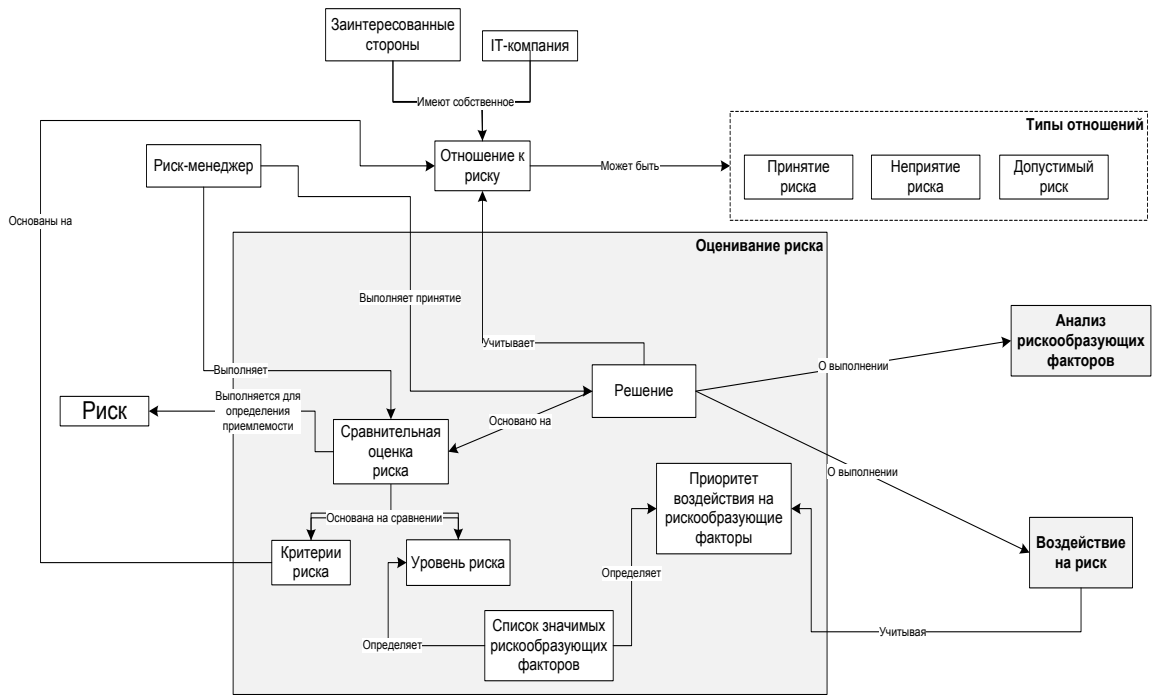 Заинтересованные
стороны
IT-компания
Имеют собственное
Типы отношений
Риск-менеджер
Отношение к
риску
Может быть
Принятие
риска
Неприятие
риска
Допустимый
риск
Основаны на
Оценивание риска
Выполняет принятие
Анализ
рискообразующих
факторов
Учитывает
Выполняет
О выполнении
Решение
Риск
Выполняется для
определения
приемлемости
Основано на
Сравнительная
оценка
риска
О выполнении
Приоритет
воздействия на
рискообразующие
факторы
Основана на сравнении
Критерии
риска
Уровень риска
Воздействие
на риск
Определяет
Список значимых
рискообразующих
факторов
Определяет
Учитывая